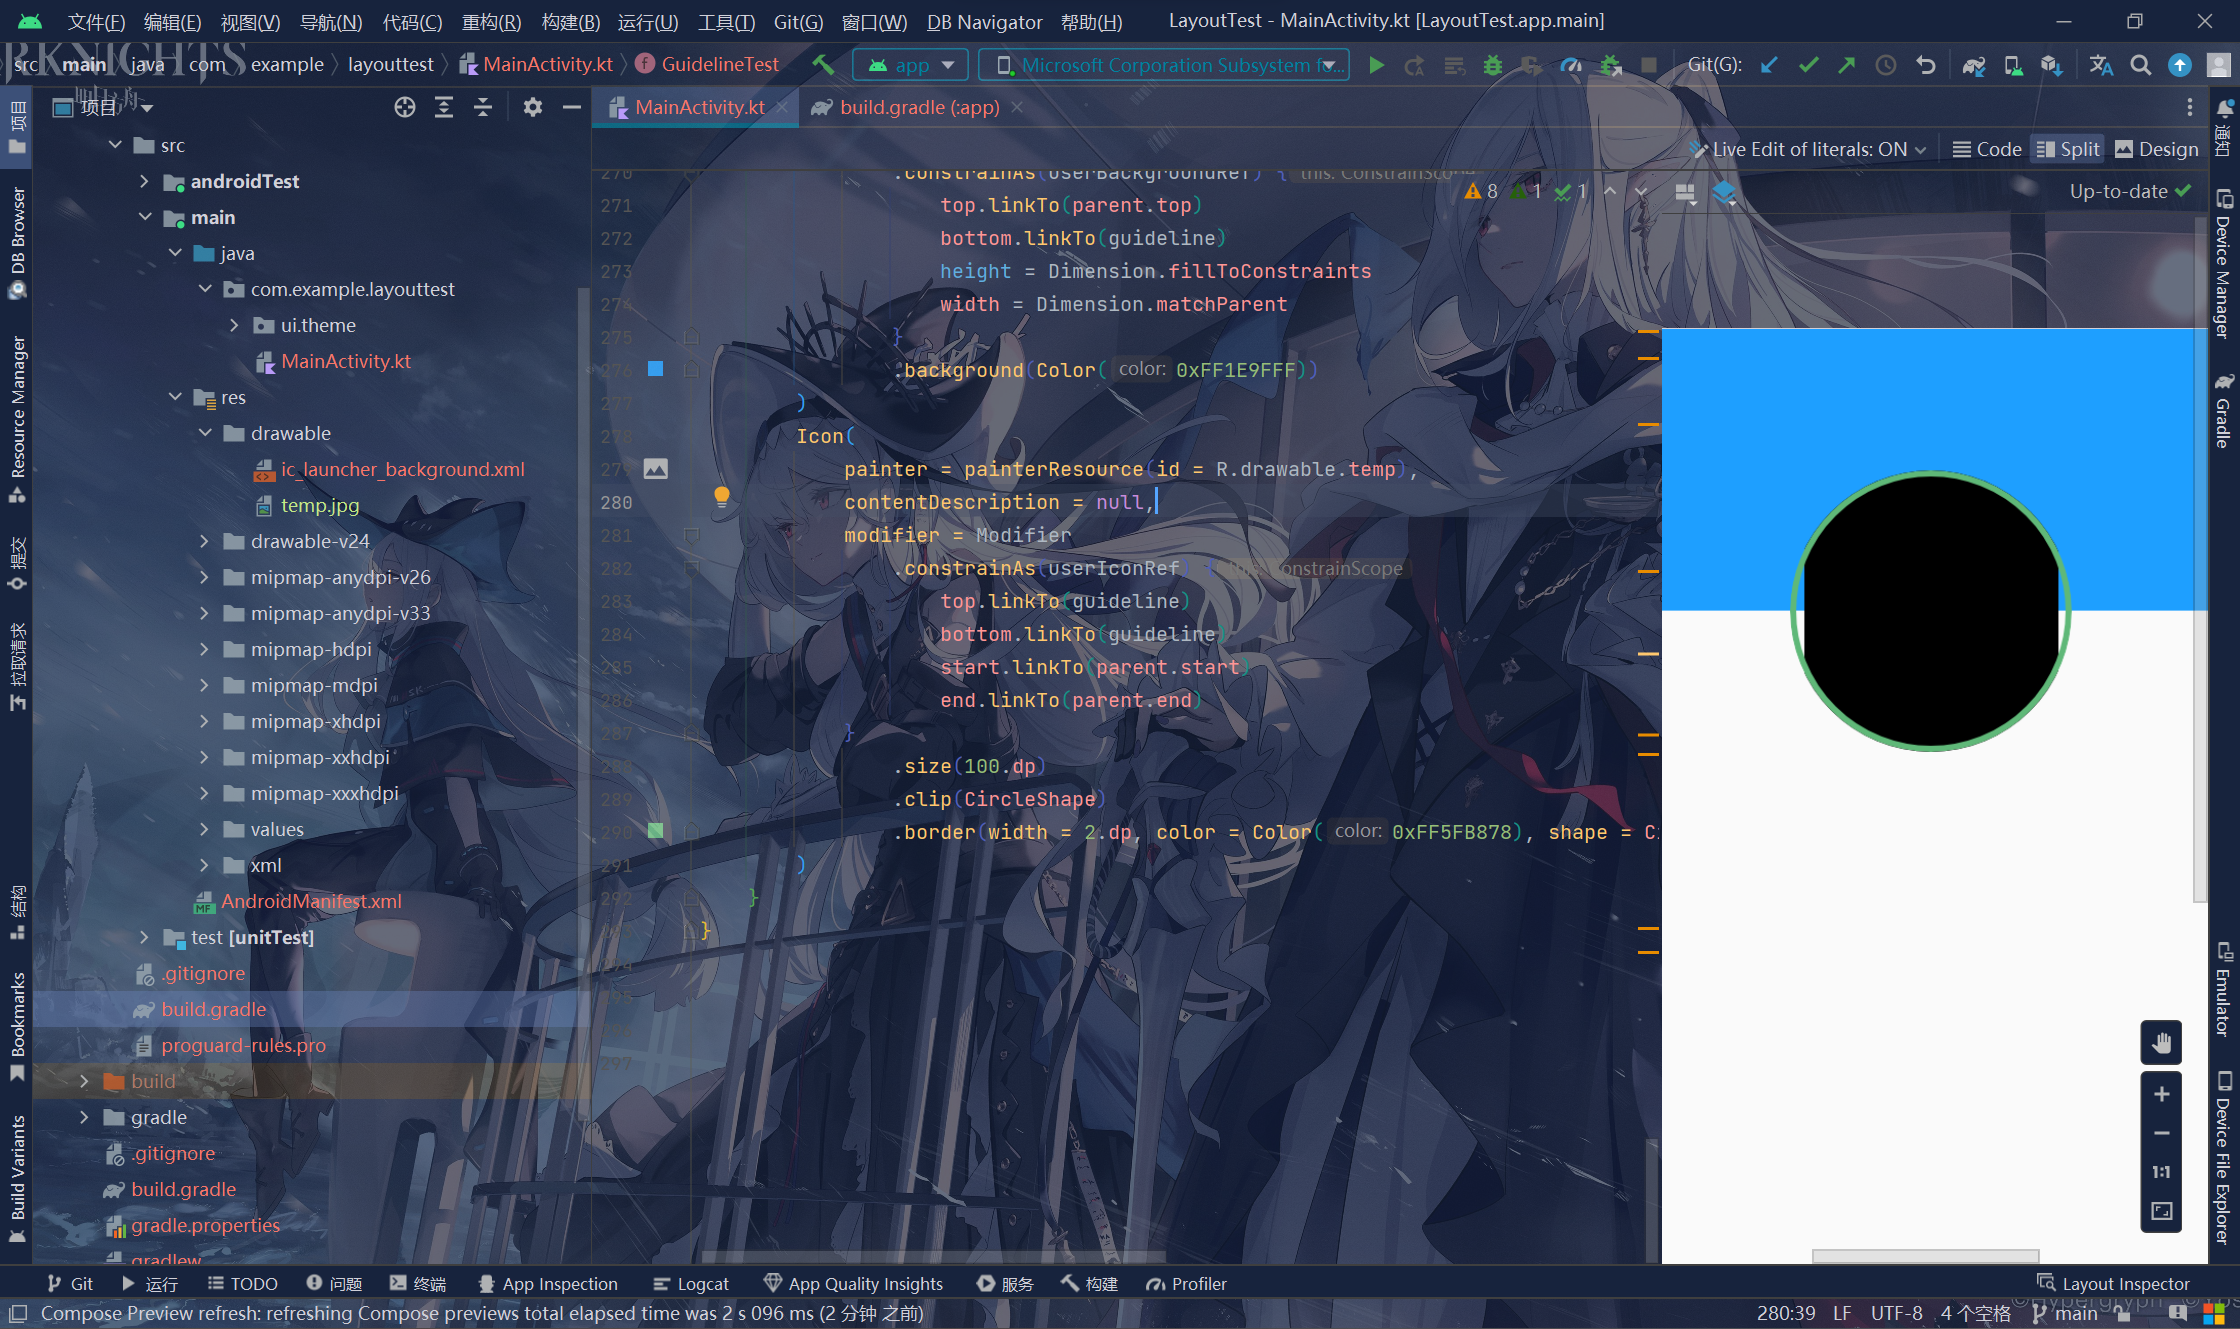 文件(F) 编辑(E) 视图(V) 导航(N) 代码(C) 重构(R) 构建(B) 运行(U) 工具(T) Git(G) 窗口(W) DB Navigator 帮助(H) LayoutTest - MainActivity.kt [LayoutTest.app.main]
RKNIGHTS
src main java com example layouttest MainActivity.kt GuidelineTest app Microsoft Corporation Subsystem fo... Git(G):
项目 MainActivity.kt build.gradle (:app)
Live Edit of literals: ON Code Split Design
8 1 1 Up-to-date
项目
DB Browser
Resource Manager
提交
拉取请求
结构
Bookmarks
Build Variants
src
androidTest
main
java
com.example.layouttest
ui.theme
MainActivity.kt
res
drawable
ic_launcher_background.xml
temp.jpg
drawable-v24
mipmap-anydpi-v26
mipmap-anydpi-v33
mipmap-hdpi
mipmap-mdpi
mipmap-xhdpi
mipmap-xxhdpi
mipmap-xxxhdpi
values
xml
AndroidManifest.xml
test [unitTest]
.gitignore
build.gradle
proguard-rules.pro
build
gradle
.gitignore
build.gradle
gradle.properties
gradlew
270 .constrainAs(userBackgroundRef) { this: ConstrainScope
271 top.linkTo(parent.top)
272 bottom.linkTo(guideline)
273 height = Dimension.fillToConstraints
274 width = Dimension.matchParent
275 }
276 .background(Color( color: 0xFF1E9FFF))
277 )
278 Icon(
279 painter = painterResource(id = R.drawable.temp),
280 contentDescription = null,
281 modifier = Modifier
282 .constrainAs(userIconRef) { this: ConstrainScope
283 top.linkTo(guideline)
284 bottom.linkTo(guideline)
285 start.linkTo(parent.start)
286 end.linkTo(parent.end)
287 }
288 .size(100.dp)
289 .clip(CircleShape)
290 .border(width = 2.dp, color = Color( color: 0xFF5FB878), shape = C
291 )
292 }
293 }
294
295
296
297
1:1
通知
Device Manager
Gradle
Emulator
Device File Explorer
Git 运行 TODO 问题 终端 App Inspection Logcat App Quality Insights 服务 构建 Profiler Layout Inspector
Compose Preview refresh: refreshing Compose previews total elapsed time was 2 s 096 ms (2 分钟 之前) 280:39 LF UTF-8 4 个空格 main
©Hypergryph